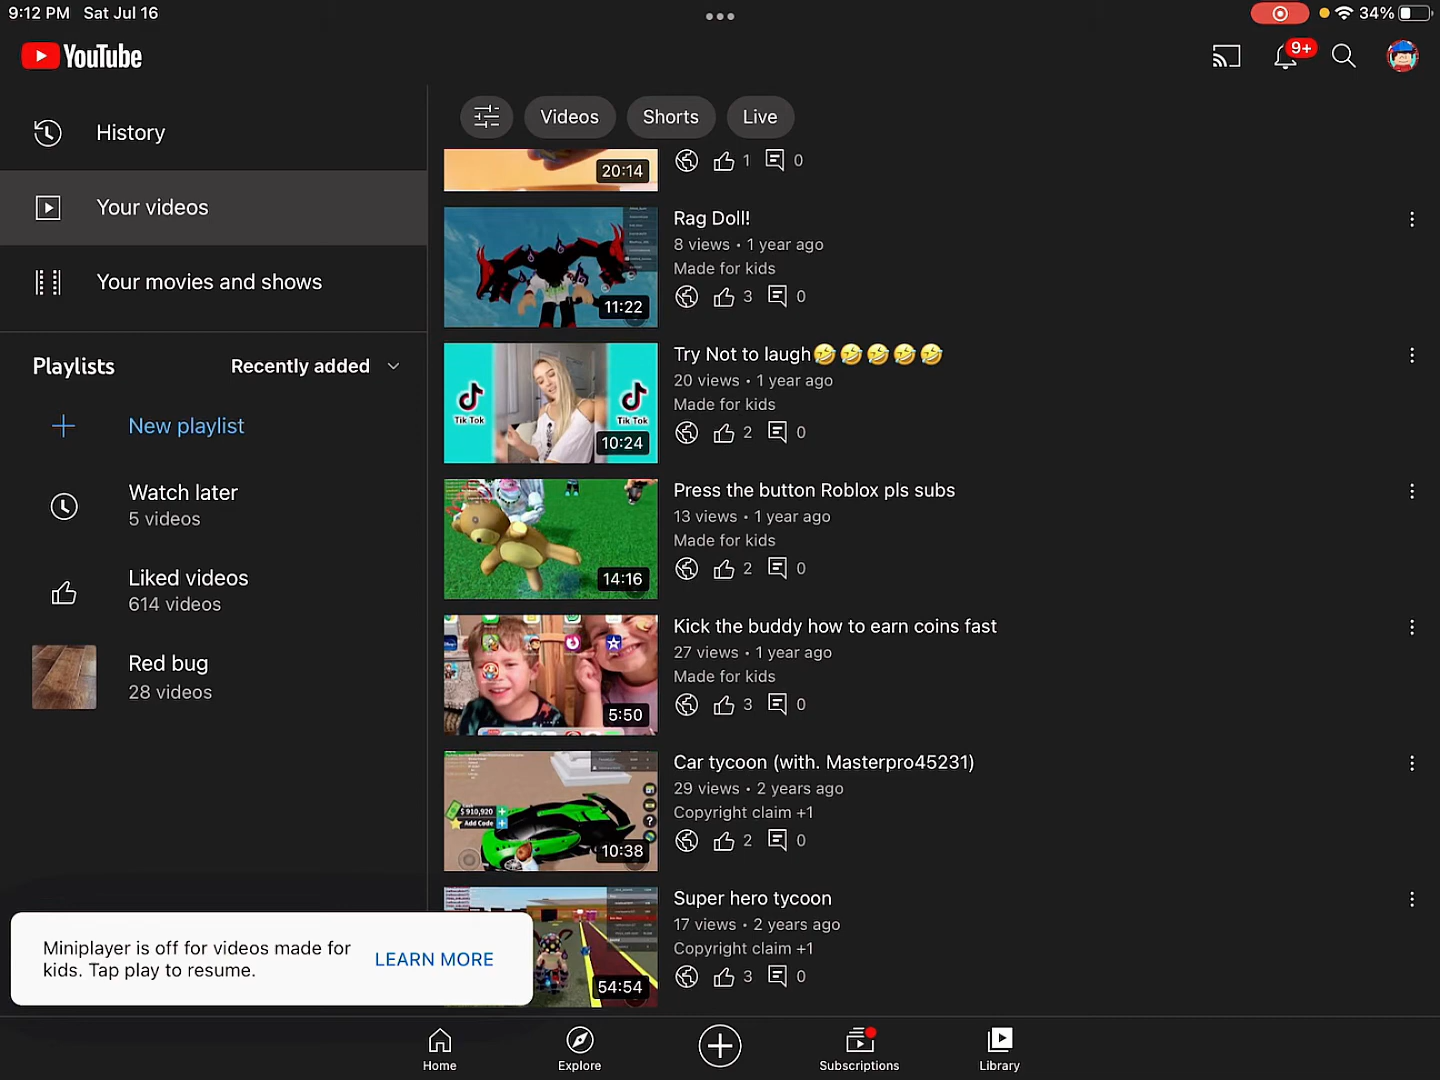 9:12 PM Sat Jul 16
34%
YouTube
9+
History
Your videos
Your movies and shows
Playlists
Recently added
New playlist
Watch later
5 videos
Liked videos
614 videos
Red bug
28 videos
Videos
Shorts
Live
20:14
1
0
Rag Doll!
8 views • 1 year ago
Made for kids
3
0
11:22
Try Not to laugh🤣🤣🤣🤣🤣
20 views • 1 year ago
Made for kids
2
0
Tik Tok
Tik Tok
10:24
Press the button Roblox pls subs
13 views • 1 year ago
Made for kids
2
0
14:16
Kick the buddy how to earn coins fast
27 views • 1 year ago
Made for kids
3
0
5:50
Car tycoon (with. Masterpro45231)
29 views • 2 years ago
Copyright claim +1
2
0
$ 910,920
Add Code
10:38
Super hero tycoon
17 views • 2 years ago
Copyright claim +1
3
0
54:54
Miniplayer is off for videos made for
kids. Tap play to resume.
LEARN MORE
Home
Explore
Subscriptions
Library